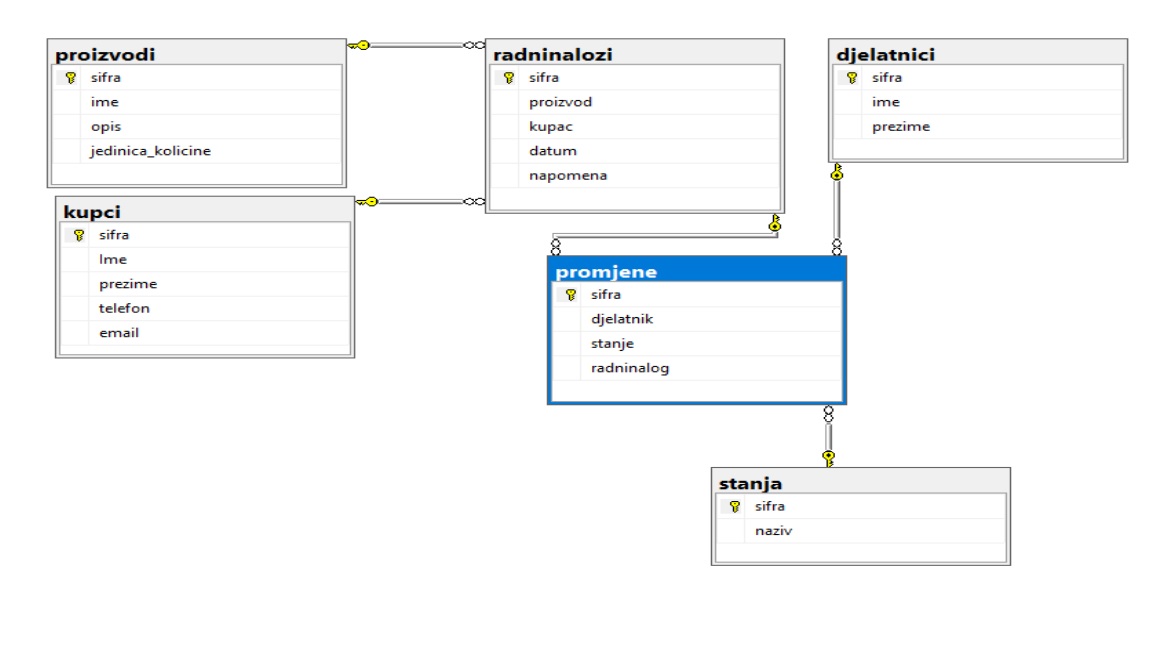 proizvodi
sifra
ime
opis
jedinica_kolicine
kupci
sifra
Ime
prezime
telefon
email
radninalozi
sifra
proizvod
kupac
datum
napomena
djelatnici
sifra
ime
prezime
promjene
sifra
djelatnik
stanje
radninalog
stanja
sifra
naziv